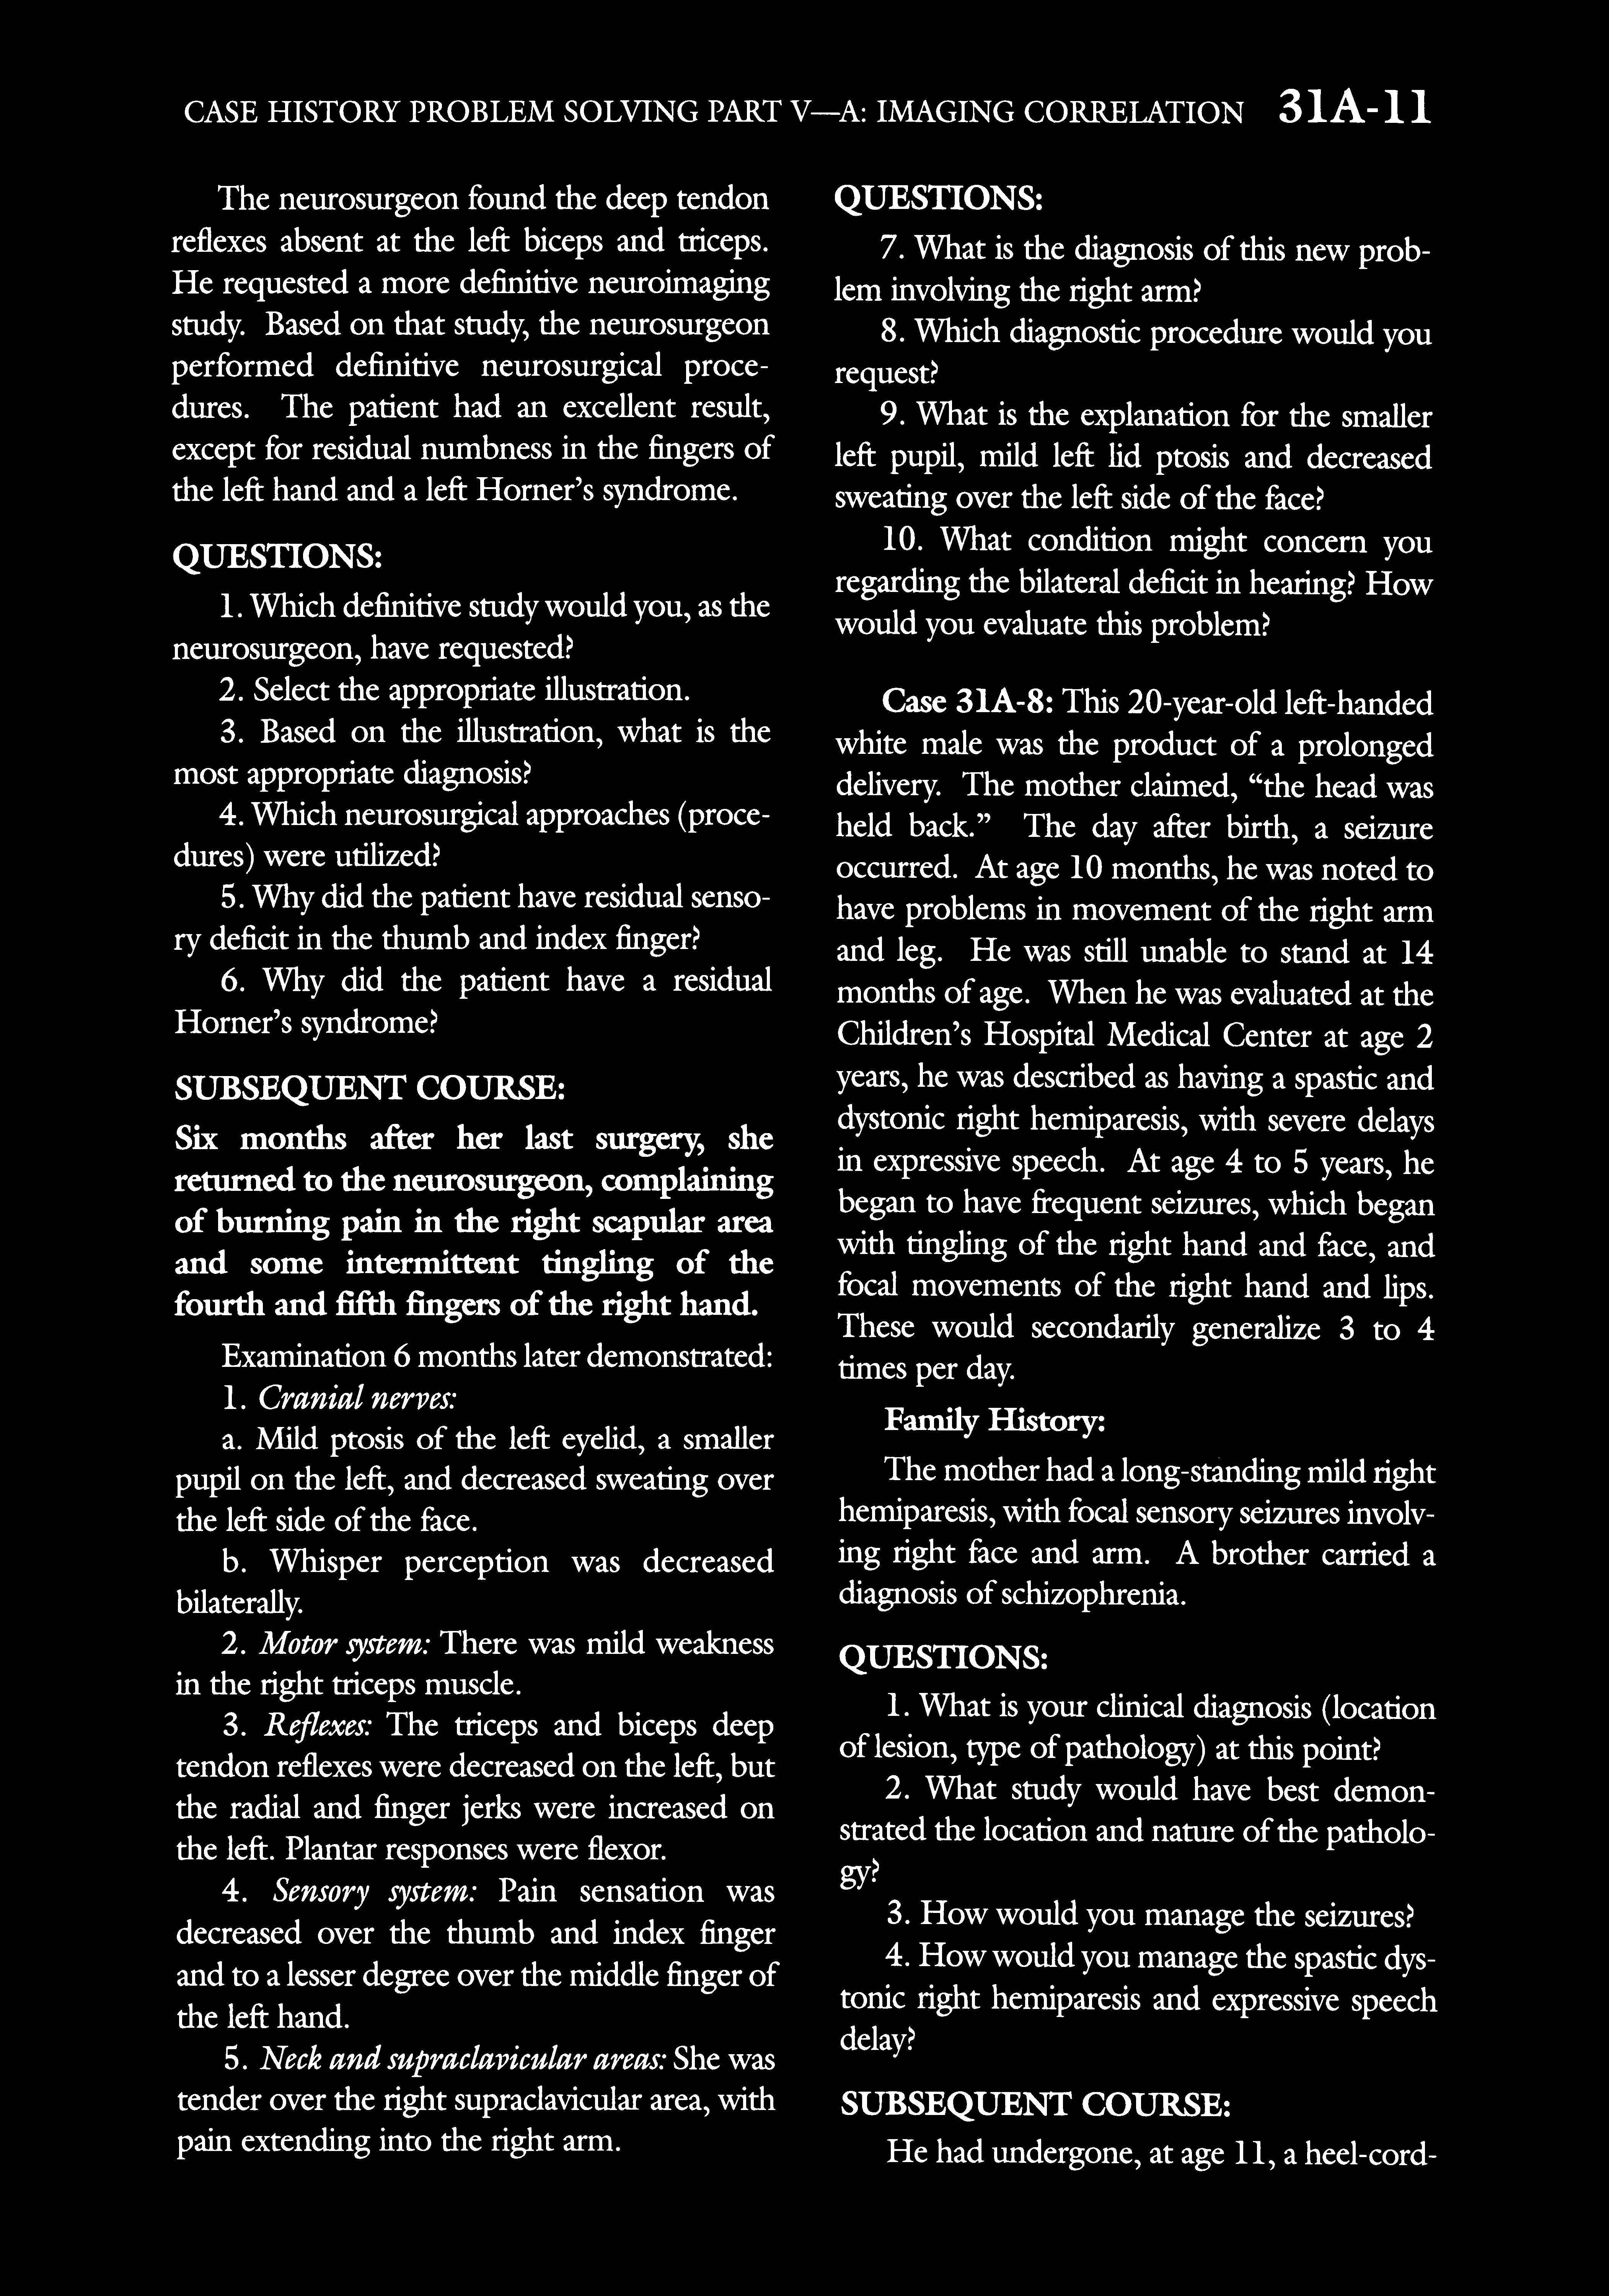 CASE HISTORY PROBLEM SOLVING PART V—A: IMAGING CORRELATION 31A-11
The neurosurgeon found the deep tendon
reflexes absent at the left biceps and triceps.
He requested a more definitive neuroimaging
study. Based on that study, the neurosurgeon
performed definitive neurosurgical proce-
dures. The patient had an excellent result,
except for residual numbness in the fingers of
the left hand and a left Horner's syndrome.
QUESTIONS:
1. Which definitive study would you, as the
neurosurgeon, have requested?
2. Select the appropriate illustration.
3. Based on the illustration, what is the
most appropriate diagnosis?
4. Which neurosurgical approaches (proce-
dures) were utilized?
5. Why did the patient have residual senso-
ry deficit in the thumb and index finger?
6. Why did the patient have a residual
Horner's syndrome?
SUBSEQUENT COURSE:
Six months after her last surgery, she
returned to the neurosurgeon, complaining
of burning pain in the right scapular area
and some intermittent tingling of the
fourth and fifth fingers of the right hand.
Examination 6 months later demonstrated:
1. Cranial nerves:
a. Mild ptosis of the left eyelid, a smaller
pupil on the left, and decreased sweating over
the left side of the face.
b. Whisper perception was decreased
bilaterally.
2. Motor system: There was mild weakness
in the right triceps muscle.
3. Reflexes: The triceps and biceps deep
tendon reflexes were decreased on the left, but
the radial and finger jerks were increased on
the left. Plantar responses were flexor.
4. Sensory system: Pain sensation was
decreased over the thumb and index finger
and to a lesser degree over the middle finger of
the left hand.
5. Neck and supraclavicular areas: She was
tender over the right supraclavicular area, with
pain extending into the right arm.
QUESTIONS:
7. What is the diagnosis of this new prob-
lem involving the right arm?
8. Which diagnostic procedure would you
request?
9. What is the explanation for the smaller
left pupil, mild left lid ptosis and decreased
sweating over the left side of the face?
10. What condition might concern you
regarding the bilateral deficit in hearing? How
would you evaluate this problem?
Case 31A-8: This 20-year-old left-handed
white male was the product of a prolonged
delivery. The mother claimed, “the head was
held back.” The day after birth, a seizure
occurred. At age 10 months, he was noted to
have problems in movement of the right arm
and leg. He was still unable to stand at 14
months of age. When he was evaluated at the
Children's Hospital Medical Center at age 2
years, he was described as having a spastic and
dystonic right hemiparesis, with severe delays
in expressive speech. At age 4 to 5 years, he
began to have frequent seizures, which began
with tingling of the right hand and face, and
focal movements of the right hand and lips.
These would secondarily generalize 3 to 4
times per day.
Family History:
The mother had a long-standing mild right
hemiparesis, with focal sensory seizures involv-
ing right face and arm. A brother carried a
diagnosis of schizophrenia.
QUESTIONS:
1. What is your clinical diagnosis (location
of lesion, type of pathology) at this point?
2. What study would have best demon-
strated the location and nature of the patholo-
gy?
3. How would you manage the seizures?
4. How would you manage the spastic dys-
tonic right hemiparesis and expressive speech
delay?
SUBSEQUENT COURSE:
He had undergone, at age 11, a heel-cord-